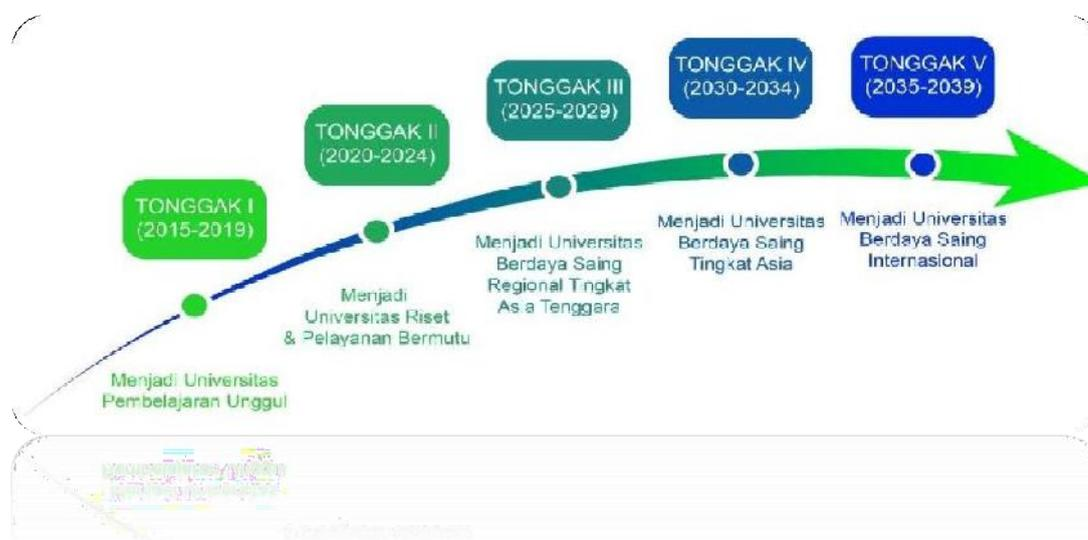 TONGGAK I
(2015-2019)
Menjadi Universitas
Pembelajaran Unggul
TONGGAK II
(2020-2024)
Menjadi
Universitas Riset
& Pelayanan Bermutu
TONGGAK III
(2025-2029)
Menjadi Universitas
Berdaya Saing
Regional Tingkat
Asia Tenggara
TONGGAK IV
(2030-2034)
Menjadi Universitas
Berdaya Saing
Tingkat Asia
TONGGAK V
(2035-2039)
Menjadi Universitas
Berdaya Saing
Internasional